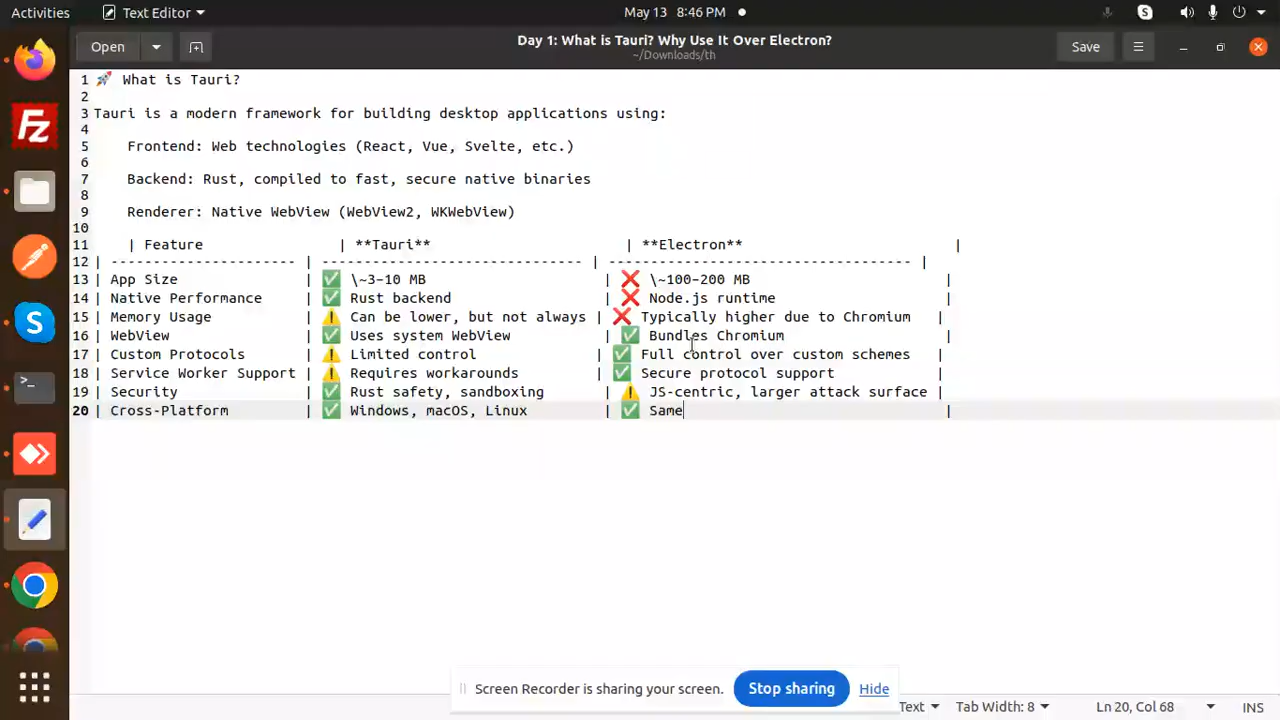 Activities
Text Editor
May 13 8:46 PM
Open
Day 1: What is Tauri? Why Use It Over Electron?
~/Downloads/th
Save
1 🚀 What is Tauri?
2
3 Tauri is a modern framework for building desktop applications using:
4
5 Frontend: Web technologies (React, Vue, Svelte, etc.)
6
7 Backend: Rust, compiled to fast, secure native binaries
8
9 Renderer: Native WebView (WebView2, WKWebView)
10
11 | Feature | **Tauri** | **Electron** |
12 | ---------------------- | ------------------------------- | ------------------------------------ |
13 | App Size | ✅ \~3–10 MB | ❌ \~100–200 MB |
14 | Native Performance | ✅ Rust backend | ❌ Node.js runtime |
15 | Memory Usage | ⚠️ Can be lower, but not always | ❌ Typically higher due to Chromium |
16 | WebView | ✅ Uses system WebView | ✅ Bundles Chromium |
17 | Custom Protocols | ⚠️ Limited control | ✅ Full control over custom schemes |
18 | Service Worker Support | ⚠️ Requires workarounds | ✅ Secure protocol support |
19 | Security | ✅ Rust safety, sandboxing | ⚠️ JS-centric, larger attack surface |
20 | Cross-Platform | ✅ Windows, macOS, Linux | ✅ Same |
Screen Recorder is sharing your screen.
Stop sharing
Hide
Text
Tab Width: 8
Ln 20, Col 68
INS